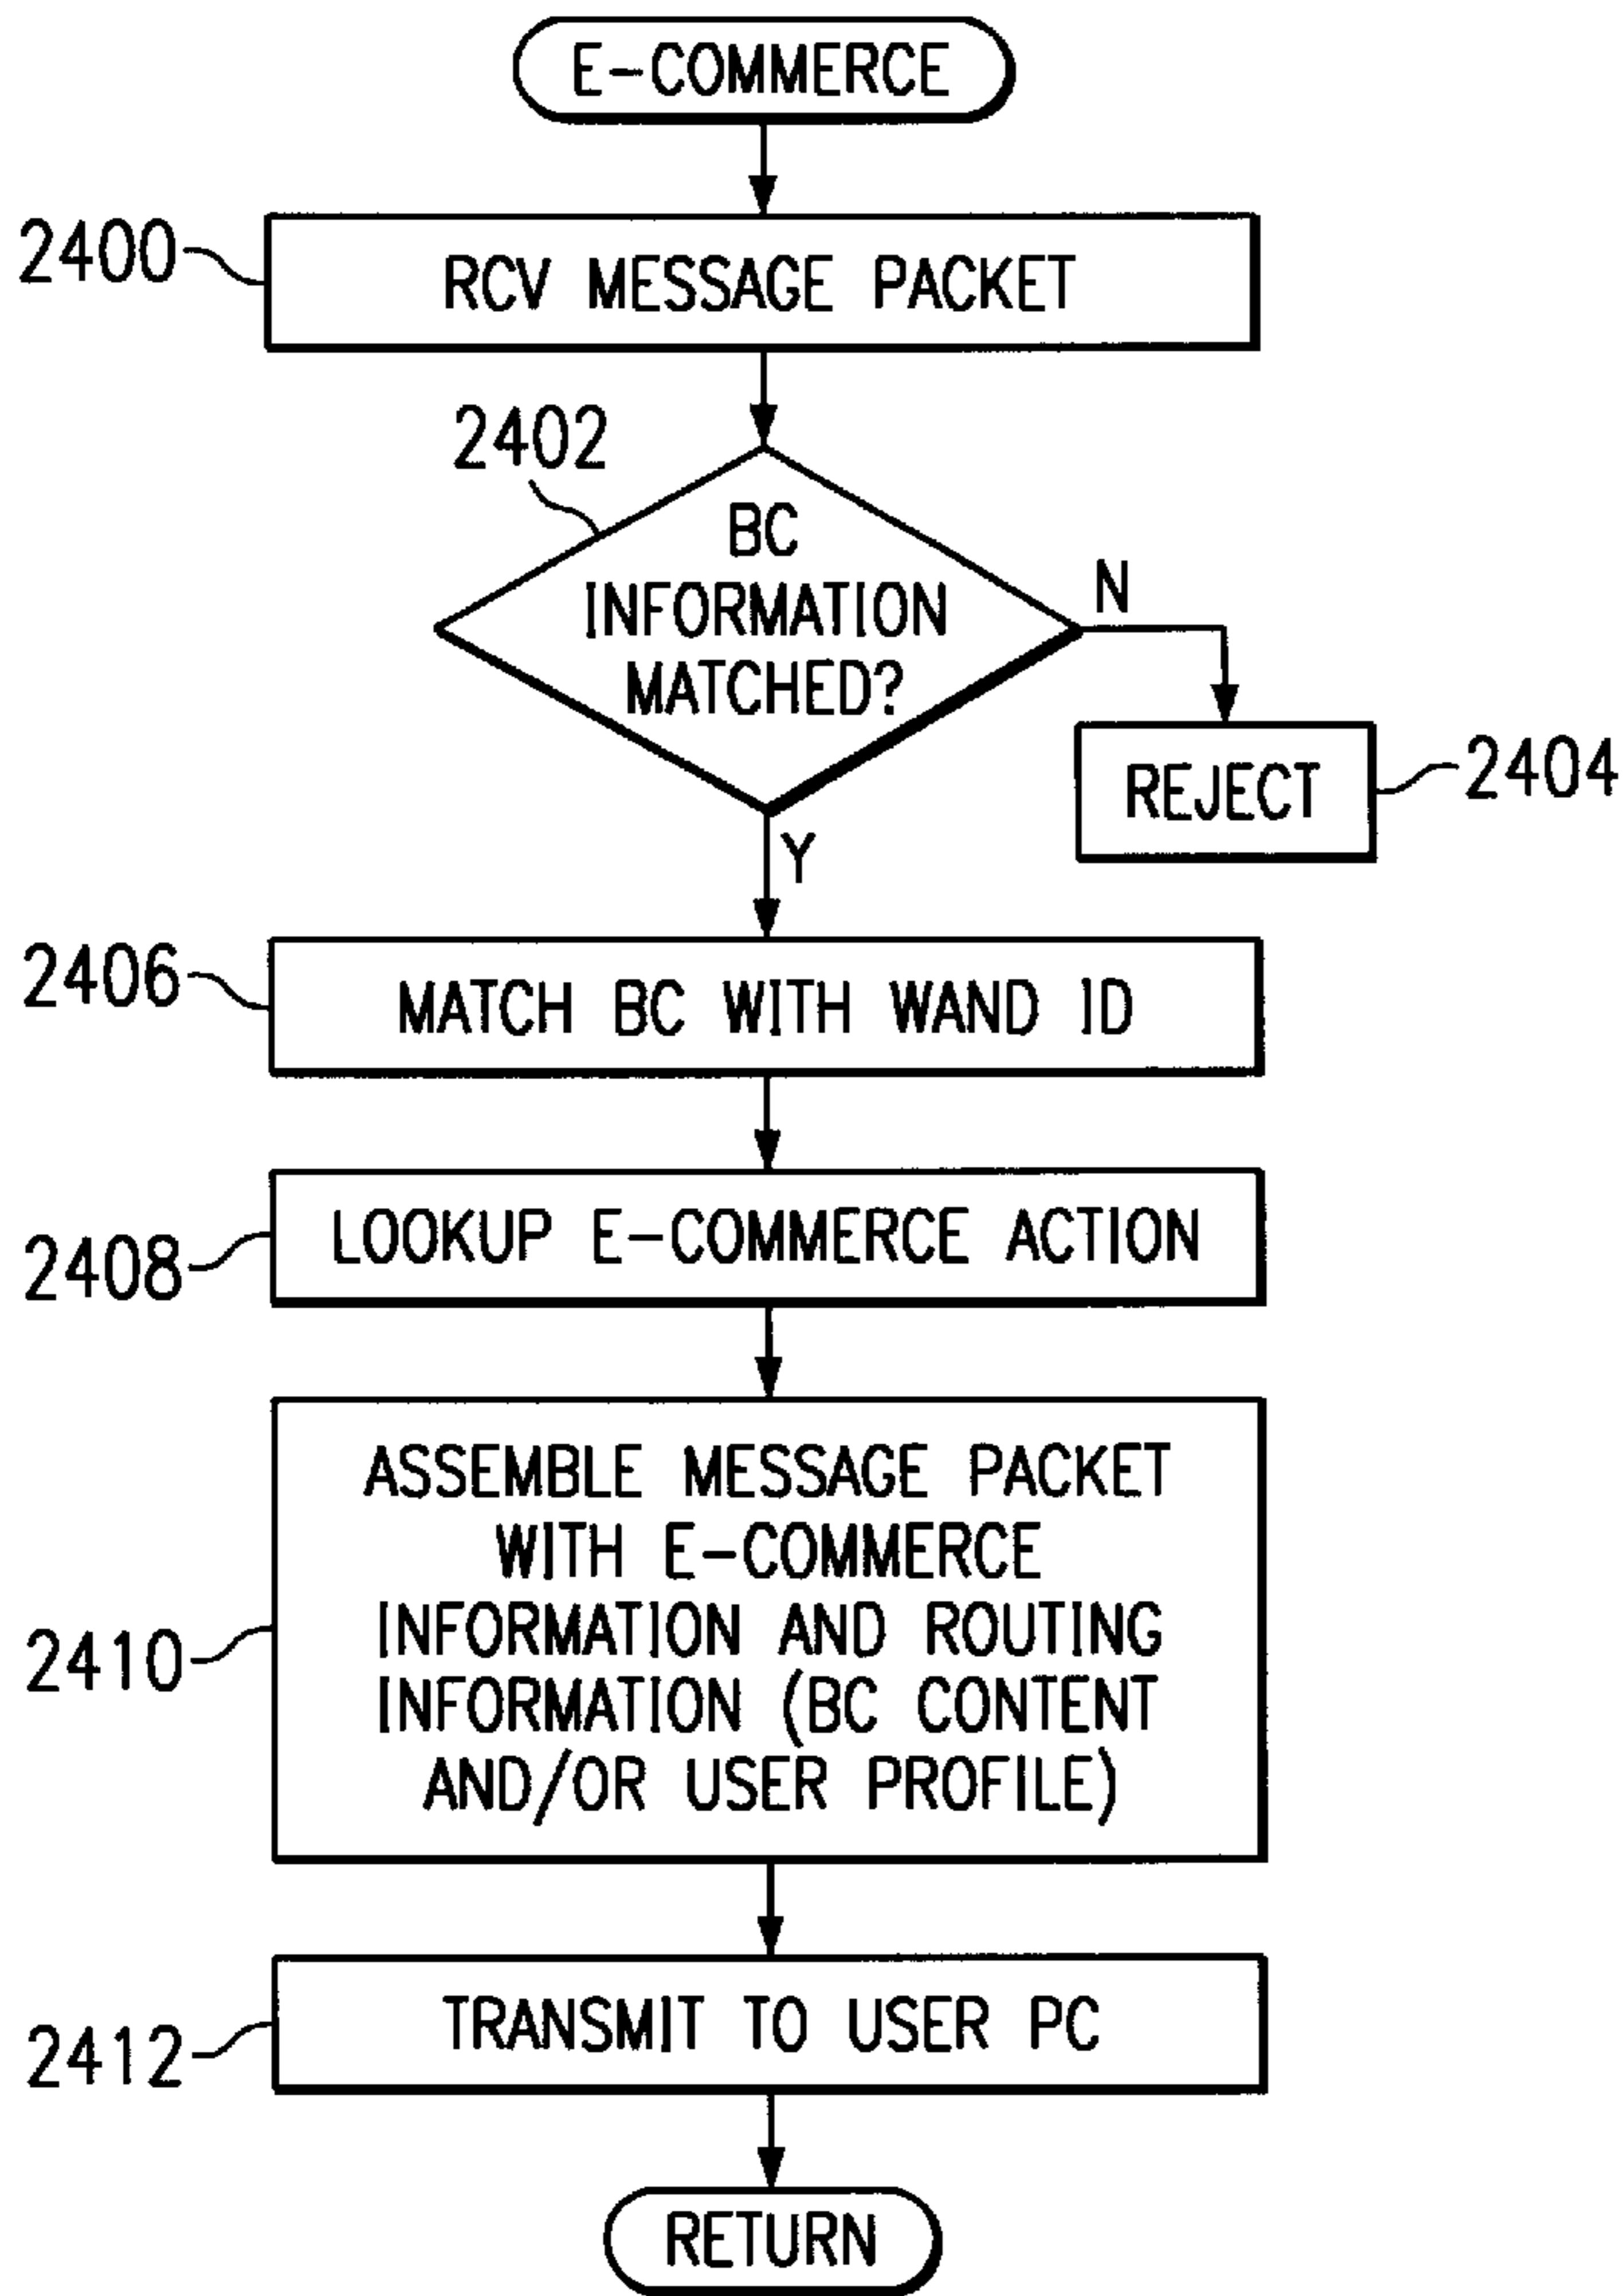 E-COMMERCE
2400
RCV MESSAGE PACKET
2402
BC
INFORMATION
MATCHED?
N
REJECT
2404
Y
2406
MATCH BC WITH WAND ID
LOOKUP E-COMMERCE ACTION
2408
ASSEMBLE MESSAGE PACKET
WITH E-COMMERCE
INFORMATION AND ROUTING
INFORMATION (BC CONTENT
AND/OR USER PROFILE)
2410
TRANSMIT TO USER PC
2412
RETURN